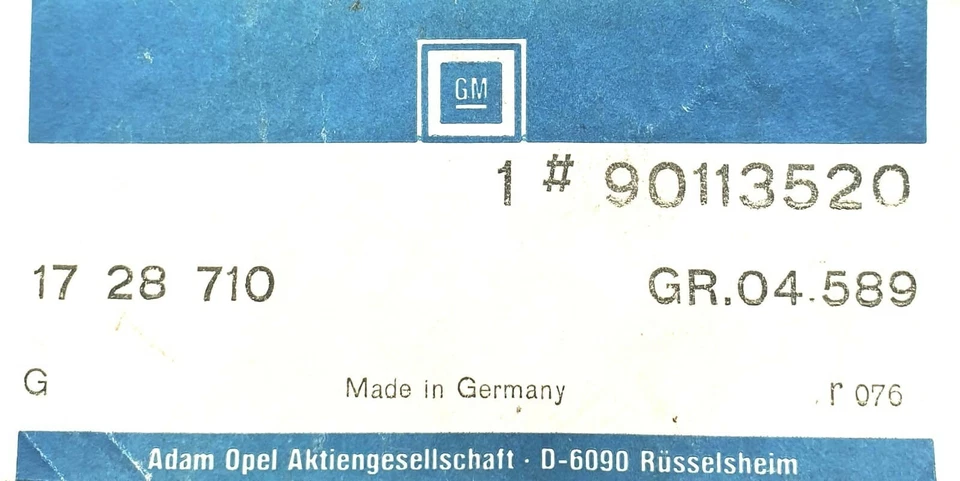 GM
1 # 90113520
17 28 710 GR.04.589
G Made in Germany r 076
Adam Opel Aktiengesellschaft · D-6090 Rüsselsheim